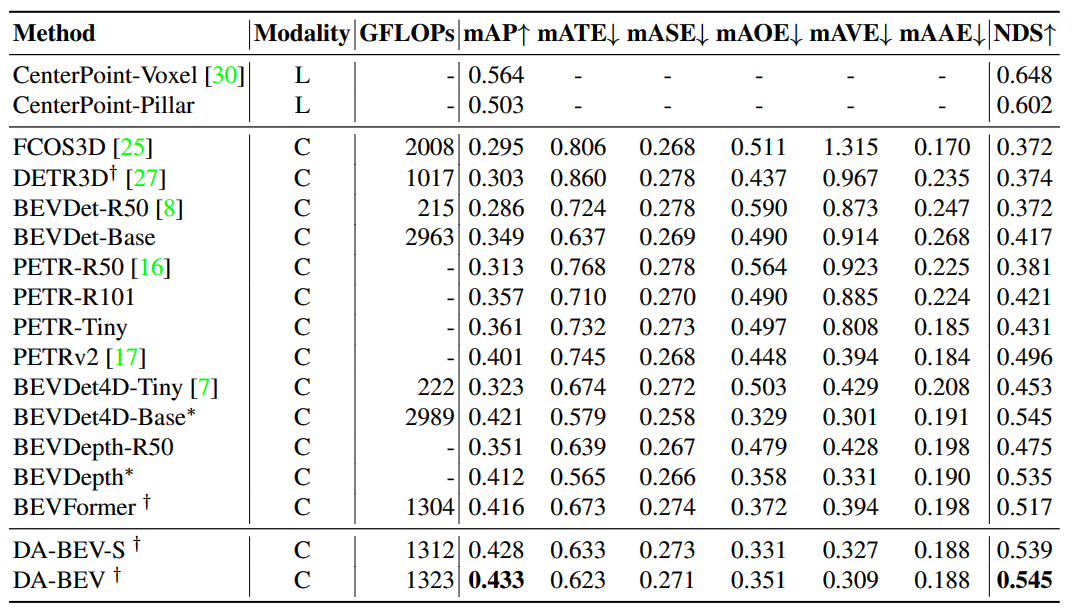 Method Modality GFLOPs mAP↑ mATE↓ mASE↓ mAOE↓ mAVE↓ mAAE↓ NDS↑
CenterPoint-Voxel [30] L - 0.564 - - - - - 0.648
CenterPoint-Pillar L - 0.503 - - - - - 0.602
FCOS3D [25] C 2008 0.295 0.806 0.268 0.511 1.315 0.170 0.372
DETR3D† [27] C 1017 0.303 0.860 0.278 0.437 0.967 0.235 0.374
BEVDet-R50 [8] C 215 0.286 0.724 0.278 0.590 0.873 0.247 0.372
BEVDet-Base C 2963 0.349 0.637 0.269 0.490 0.914 0.268 0.417
PETR-R50 [16] C - 0.313 0.768 0.278 0.564 0.923 0.225 0.381
PETR-R101 C - 0.357 0.710 0.270 0.490 0.885 0.224 0.421
PETR-Tiny C - 0.361 0.732 0.273 0.497 0.808 0.185 0.431
PETRv2 [17] C - 0.401 0.745 0.268 0.448 0.394 0.184 0.496
BEVDet4D-Tiny [7] C 222 0.323 0.674 0.272 0.503 0.429 0.208 0.453
BEVDet4D-Base* C 2989 0.421 0.579 0.258 0.329 0.301 0.191 0.545
BEVDepth-R50 C - 0.351 0.639 0.267 0.479 0.428 0.198 0.475
BEVDepth* C - 0.412 0.565 0.266 0.358 0.331 0.190 0.535
BEVFormer † C 1304 0.416 0.673 0.274 0.372 0.394 0.198 0.517
DA-BEV-S † C 1312 0.428 0.633 0.273 0.331 0.327 0.188 0.539
DA-BEV † C 1323 0.433 0.623 0.271 0.351 0.309 0.188 0.545